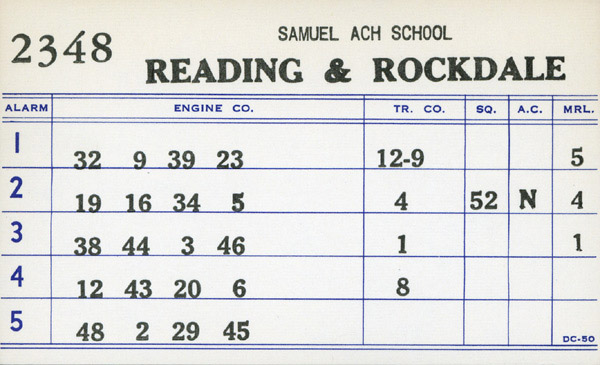 2348
SAMUEL ACH SCHOOL
READING & ROCKDALE
ALARM ENGINE CO. TR. CO. SQ. A.C. MRL.
1 32 9 39 23 12-9 5
2 19 16 34 5 4 52 N 4
3 38 44 3 46 1 1
4 12 43 20 6 8
5 48 2 29 45
DC-50